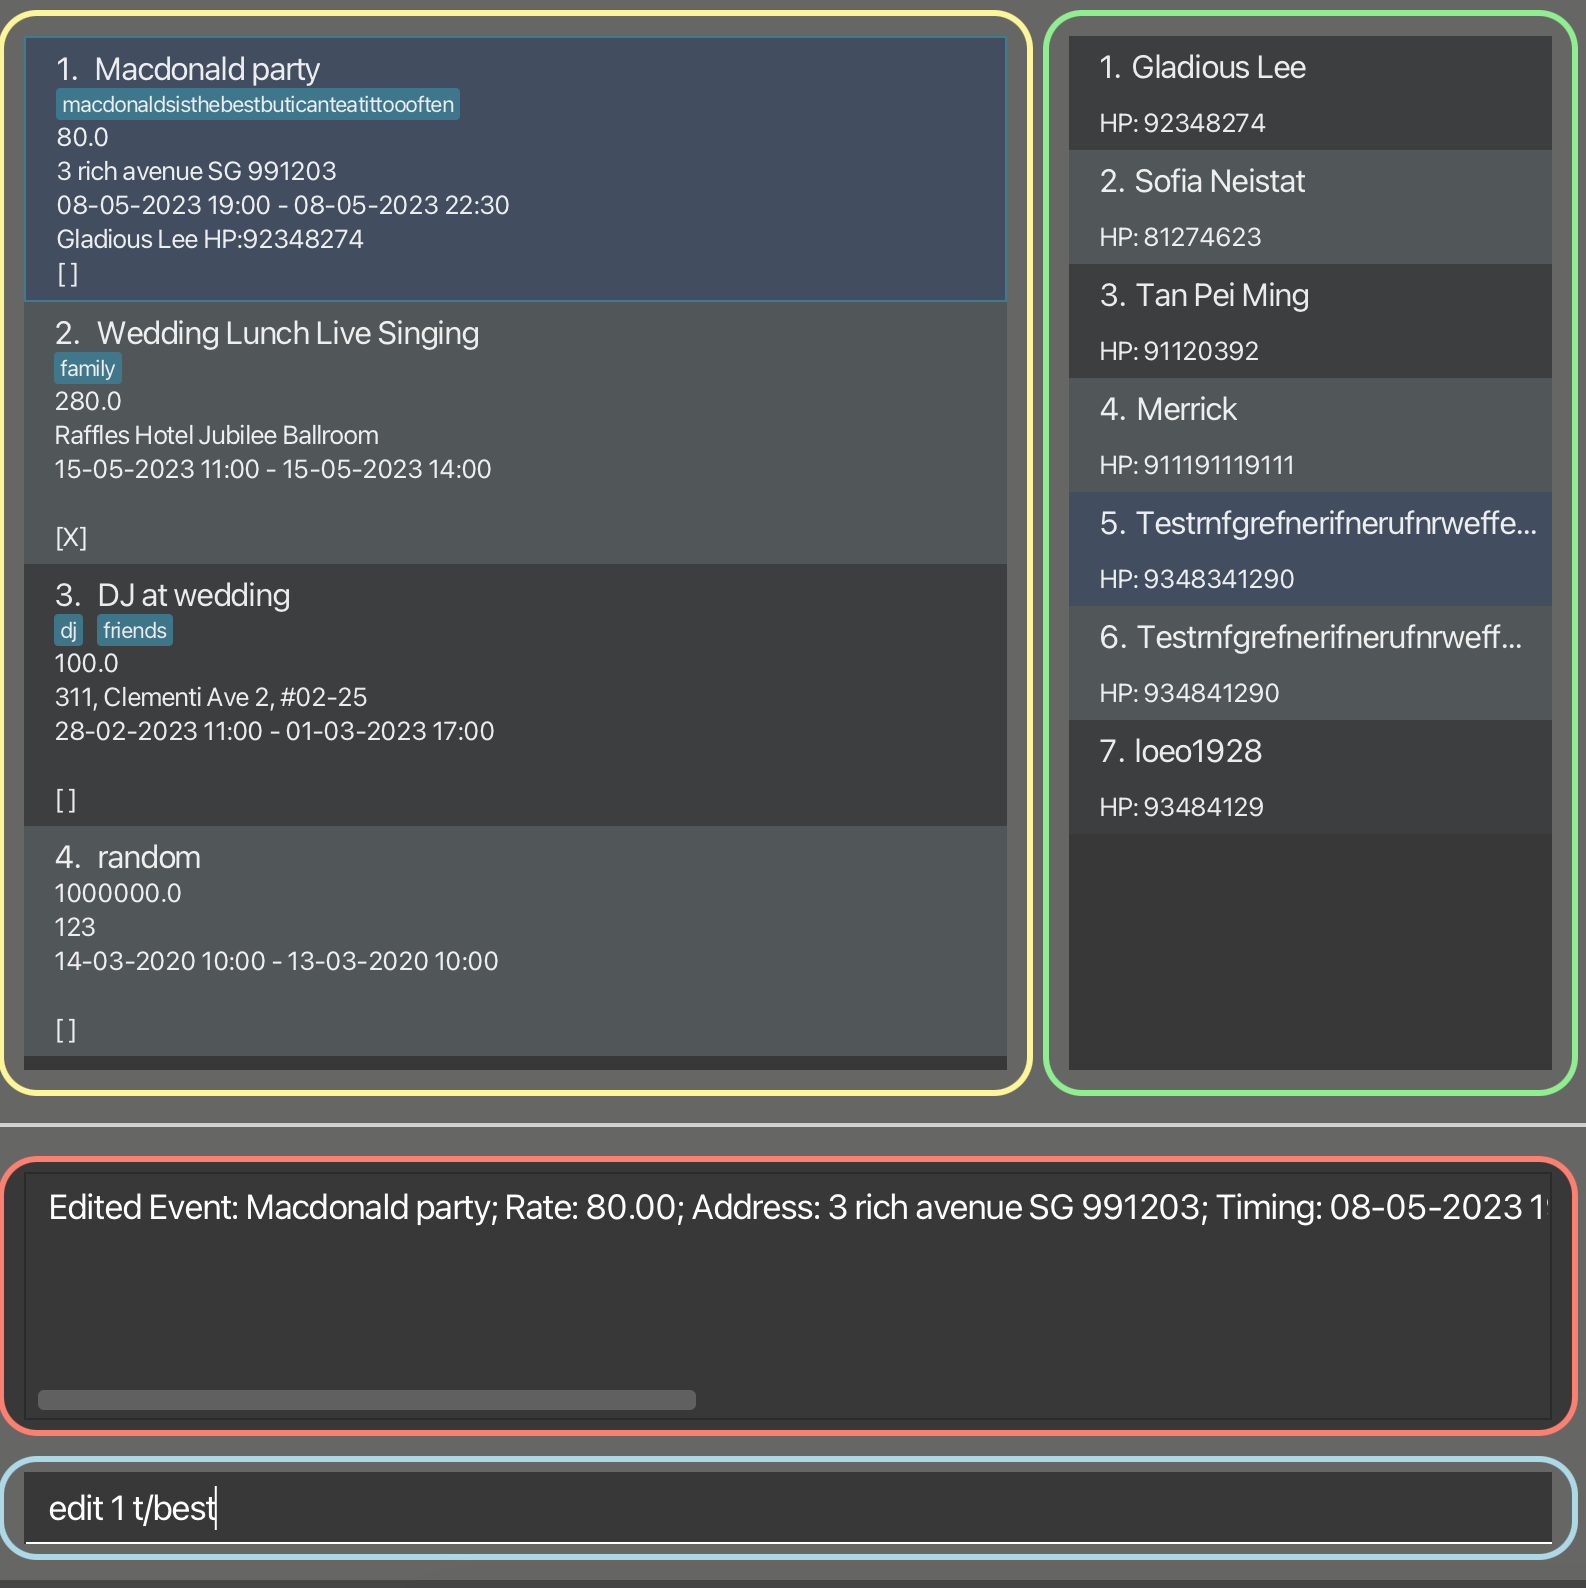 1. Macdonald party
macdonaldsisthebestbuticanteatittoooften
80.0
3 rich avenue SG 991203
08-05-2023 19:00 - 08-05-2023 22:30
Gladious Lee HP:92348274
[ ]
2. Wedding Lunch Live Singing
family
280.0
Raffles Hotel Jubilee Ballroom
15-05-2023 11:00 - 15-05-2023 14:00
[X]
3. DJ at wedding
dj friends
100.0
311, Clementi Ave 2, #02-25
28-02-2023 11:00 - 01-03-2023 17:00
[ ]
4. random
1000000.0
123
14-03-2020 10:00 - 13-03-2020 10:00
[ ]
1. Gladious Lee
HP: 92348274
2. Sofia Neistat
HP: 81274623
3. Tan Pei Ming
HP: 91120392
4. Merrick
HP: 911191119111
5. Testrnfgrefnerifnerufnrweffe...
HP: 9348341290
6. Testrnfgrefnerifnerufnrweff...
HP: 934841290
7. loeo1928
HP: 93484129
Edited Event: Macdonald party; Rate: 80.00; Address: 3 rich avenue SG 991203; Timing: 08-05-2023 1
edit 1 t/best